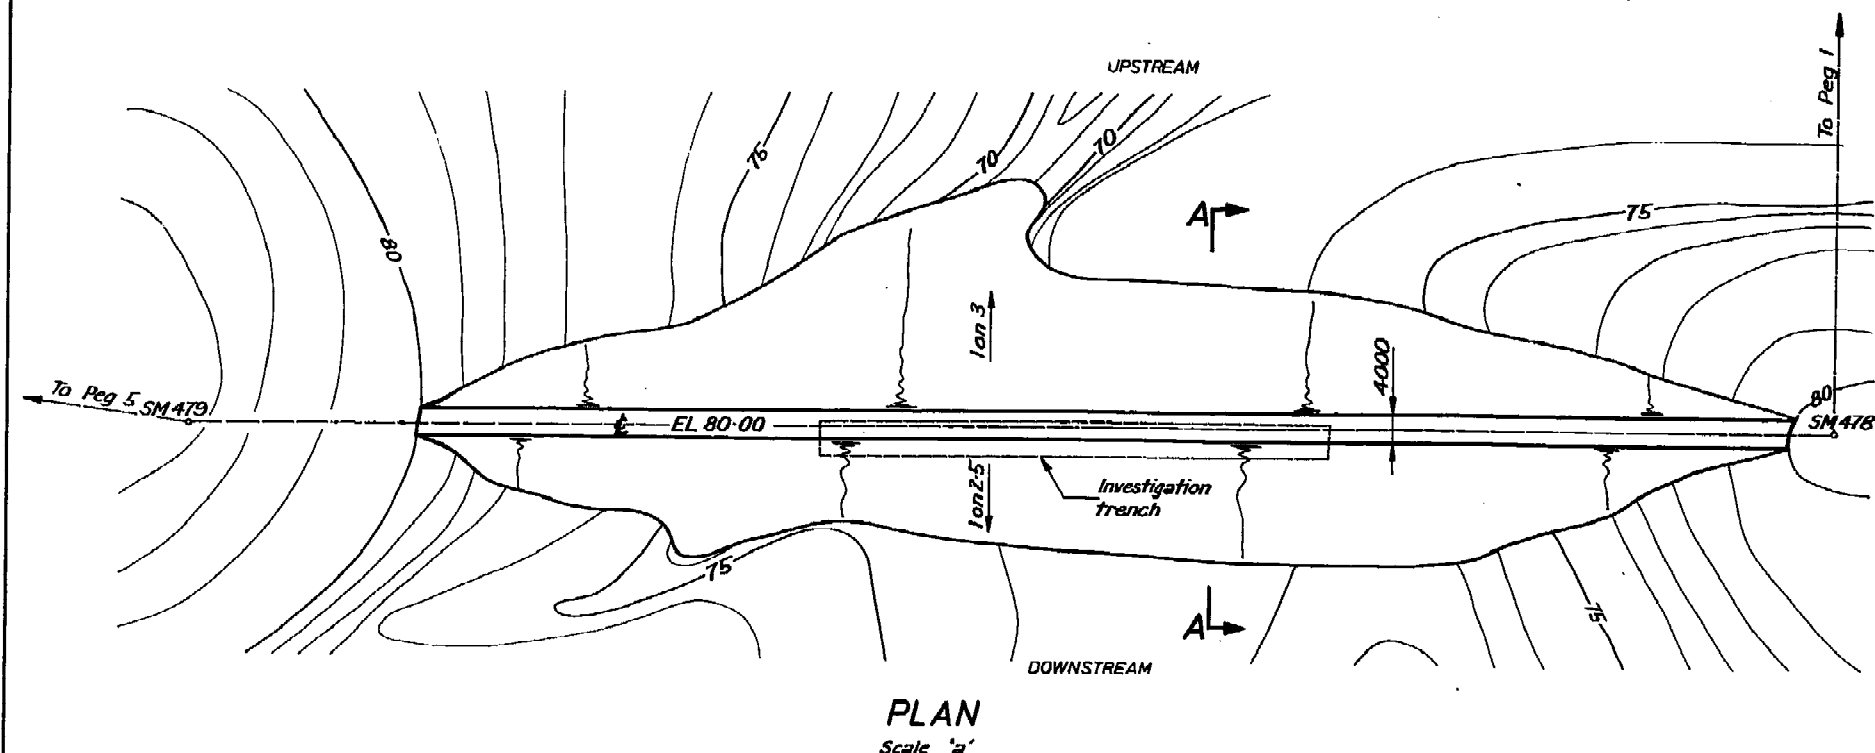 UPSTREAM
To Peg 1
75
70
70
A
75
80
1 on 3
4000
To Peg 5
SM 479
80
SM 478
EL 80·00
1 on 2·5
Investigation
trench
75
75
A
DOWNSTREAM
PLAN
Scale 'a'